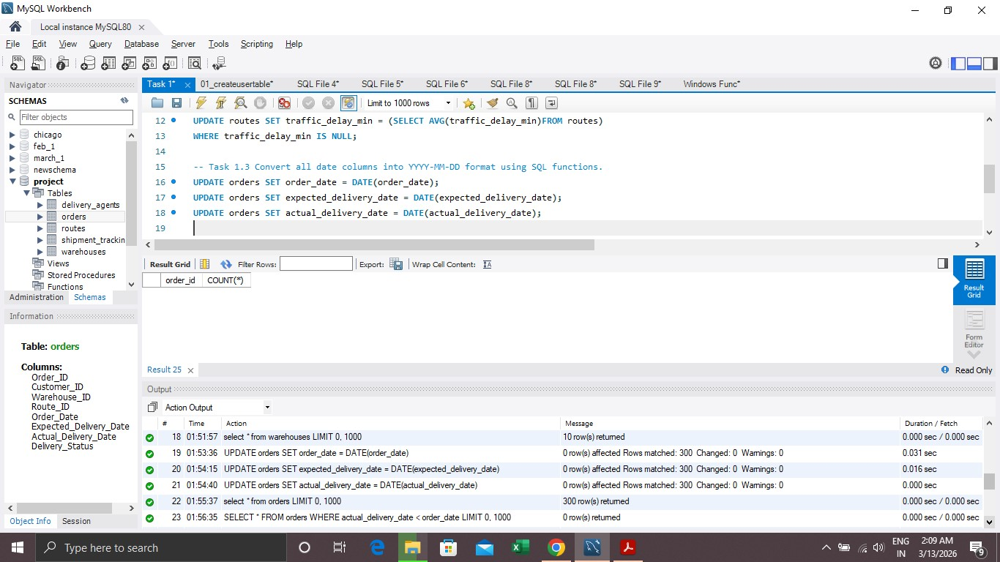 MySQL Workbench
Local instance MySQL80
File Edit View Query Database Server Tools Scripting Help
Navigator
SCHEMAS
Filter objects
chicago
feb_1
march_1
newschema
project
Tables
delivery_agents
orders
routes
shipment_trackin
warehouses
Views
Stored Procedures
Functions
Administration Schemas
Information
Table: orders
Columns:
Order_ID
Customer_ID
Warehouse_ID
Route_ID
Order_Date
Expected_Delivery_Date
Actual_Delivery_Date
Delivery_Status
Object Info Session
Task 1* 01_createusertable* SQL File 4* SQL File 5* SQL File 6* SQL File 8* SQL File 8* SQL File 9* Windows Func*
Limit to 1000 rows
12 UPDATE routes SET traffic_delay_min = (SELECT AVG(traffic_delay_min)FROM routes)
13 WHERE traffic_delay_min IS NULL;
14
15 -- Task 1.3 Convert all date columns into YYYY-MM-DD format using SQL functions.
16 UPDATE orders SET order_date = DATE(order_date);
17 UPDATE orders SET expected_delivery_date = DATE(expected_delivery_date);
18 UPDATE orders SET actual_delivery_date = DATE(actual_delivery_date);
19
Result Grid Filter Rows: Export: Wrap Cell Content:
order_id COUNT(*)
Result Grid
Form Editor
Result 25 Read Only
Output
Action Output
# Time Action Message Duration / Fetch
18 01:51:57 select * from warehouses LIMIT 0, 1000 10 row(s) returned 0.000 sec / 0.000 sec
19 01:53:36 UPDATE orders SET order_date = DATE(order_date) 0 row(s) affected Rows matched: 300 Changed: 0 Warnings: 0 0.031 sec
20 01:54:15 UPDATE orders SET expected_delivery_date = DATE(expected_delivery_date) 0 row(s) affected Rows matched: 300 Changed: 0 Warnings: 0 0.016 sec
21 01:54:40 UPDATE orders SET actual_delivery_date = DATE(actual_delivery_date) 0 row(s) affected Rows matched: 300 Changed: 0 Warnings: 0 0.000 sec
22 01:55:37 select * from orders LIMIT 0, 1000 300 row(s) returned 0.000 sec / 0.000 sec
23 01:56:35 SELECT * FROM orders WHERE actual_delivery_date < order_date LIMIT 0, 1000 0 row(s) returned 0.000 sec / 0.000 sec
Type here to search
ENG 2:09 AM
IN 3/13/2026
9